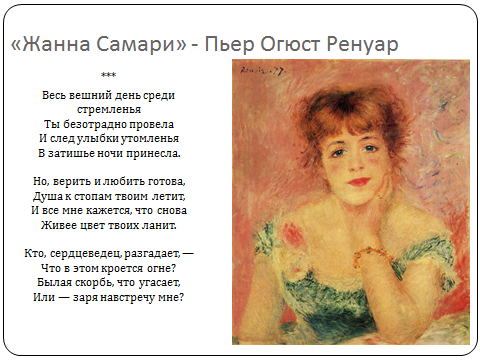 «Жанна Самари» - Пьер Огюст Ренуар
***
Весь вешний день среди
стремленья
Ты безотрадно провела
И след улыбки утомленья
В затишье ночи принесла.
Но, верить и любить готова,
Душа к стопам твоим летит,
И все мне кажется, что снова
Живее цвет твоих ланит.
Кто, сердцеведец, разгадает, —
Что в этом кроется огне?
Былая скорбь, что угасает,
Или — заря навстречу мне?
Renoir. 77.